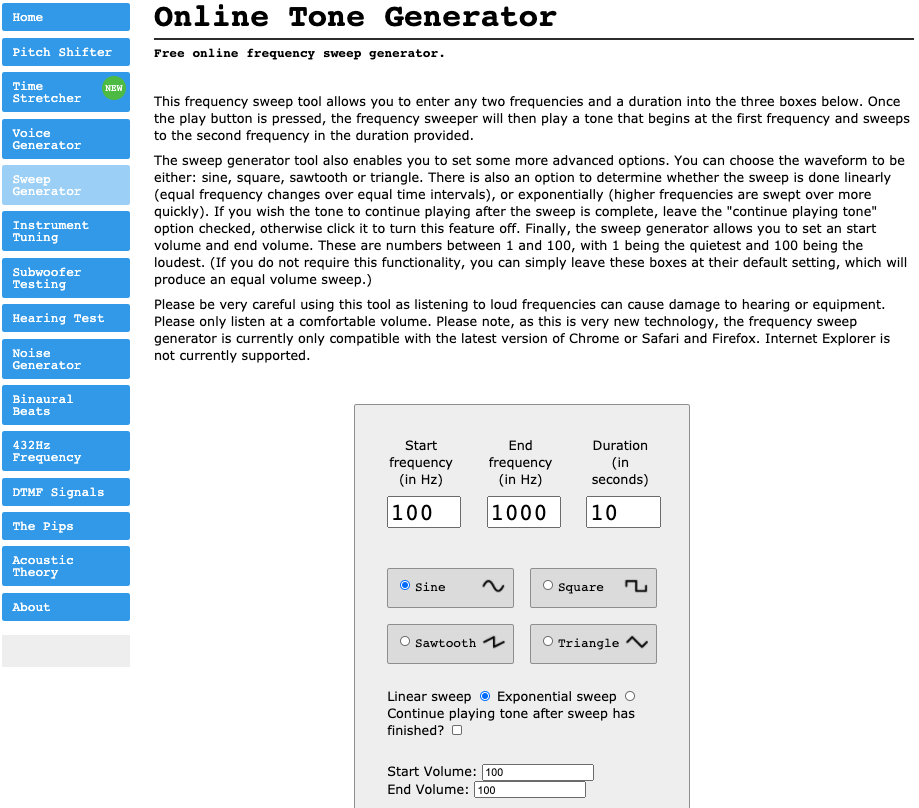 Home
Pitch Shifter
Time
Stretcher
NEW
Voice
Generator
Sweep
Generator
Instrument
Tuning
Subwoofer
Testing
Hearing Test
Noise
Generator
Binaural
Beats
432Hz
Frequency
DTMF Signals
The Pips
Acoustic
Theory
About
Online Tone Generator
Free online frequency sweep generator.
This frequency sweep tool allows you to enter any two frequencies and a duration into the three boxes below. Once
the play button is pressed, the frequency sweeper will then play a tone that begins at the first frequency and sweeps
to the second frequency in the duration provided.
The sweep generator tool also enables you to set some more advanced options. You can choose the waveform to be
either: sine, square, sawtooth or triangle. There is also an option to determine whether the sweep is done linearly
(equal frequency changes over equal time intervals), or exponentially (higher frequencies are swept over more
quickly). If you wish the tone to continue playing after the sweep is complete, leave the "continue playing tone"
option checked, otherwise click it to turn this feature off. Finally, the sweep generator allows you to set an start
volume and end volume. These are numbers between 1 and 100, with 1 being the quietest and 100 being the
loudest. (If you do not require this functionality, you can simply leave these boxes at their default setting, which will
produce an equal volume sweep.)
Please be very careful using this tool as listening to loud frequencies can cause damage to hearing or equipment.
Please only listen at a comfortable volume. Please note, as this is very new technology, the frequency sweep
generator is currently only compatible with the latest version of Chrome or Safari and Firefox. Internet Explorer is
not currently supported.
Start
frequency
(in Hz)
100
End
frequency
(in Hz)
1000
Duration
(in
seconds)
10
Sine
Square
Sawtooth
Triangle
Linear sweep Exponential sweep
Continue playing tone after sweep has
finished?
Start Volume: 100
End Volume: 100